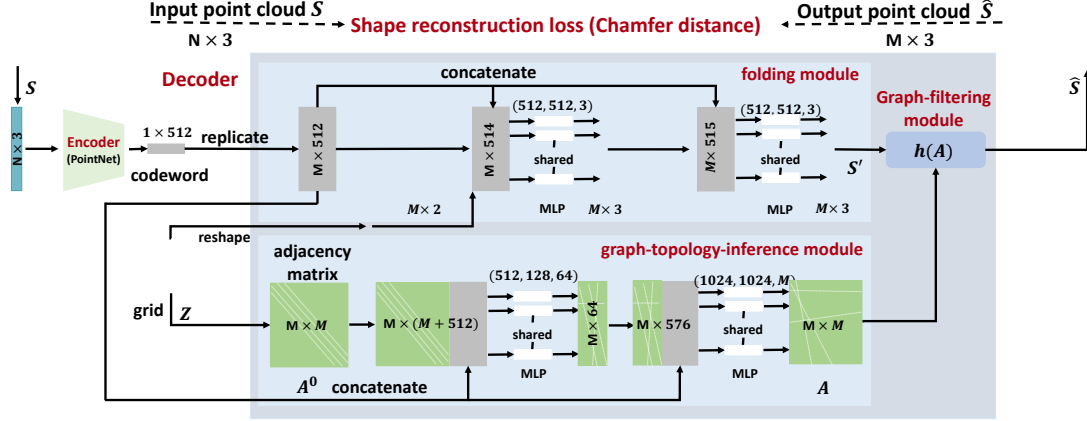 Input point cloud S
N × 3
Shape reconstruction loss (Chamfer distance)
Output point cloud Ŝ
M × 3
Decoder
concatenate
folding module
S
N × 3
Encoder
(PointNet)
1 × 512
codeword
replicate
M × 512
M × 514
(512, 512, 3)
shared
MLP
M × 3
M × 515
(512, 512, 3)
shared
MLP
M × 3
S′
Graph-filtering
module
h(A)
Ŝ
reshape
M × 2
graph-topology-inference module
adjacency
matrix
grid
Z
M × M
A⁰
concatenate
M × (M + 512)
(512, 128, 64)
shared
MLP
M × 64
M × 576
(1024, 1024, M)
shared
MLP
M × M
A